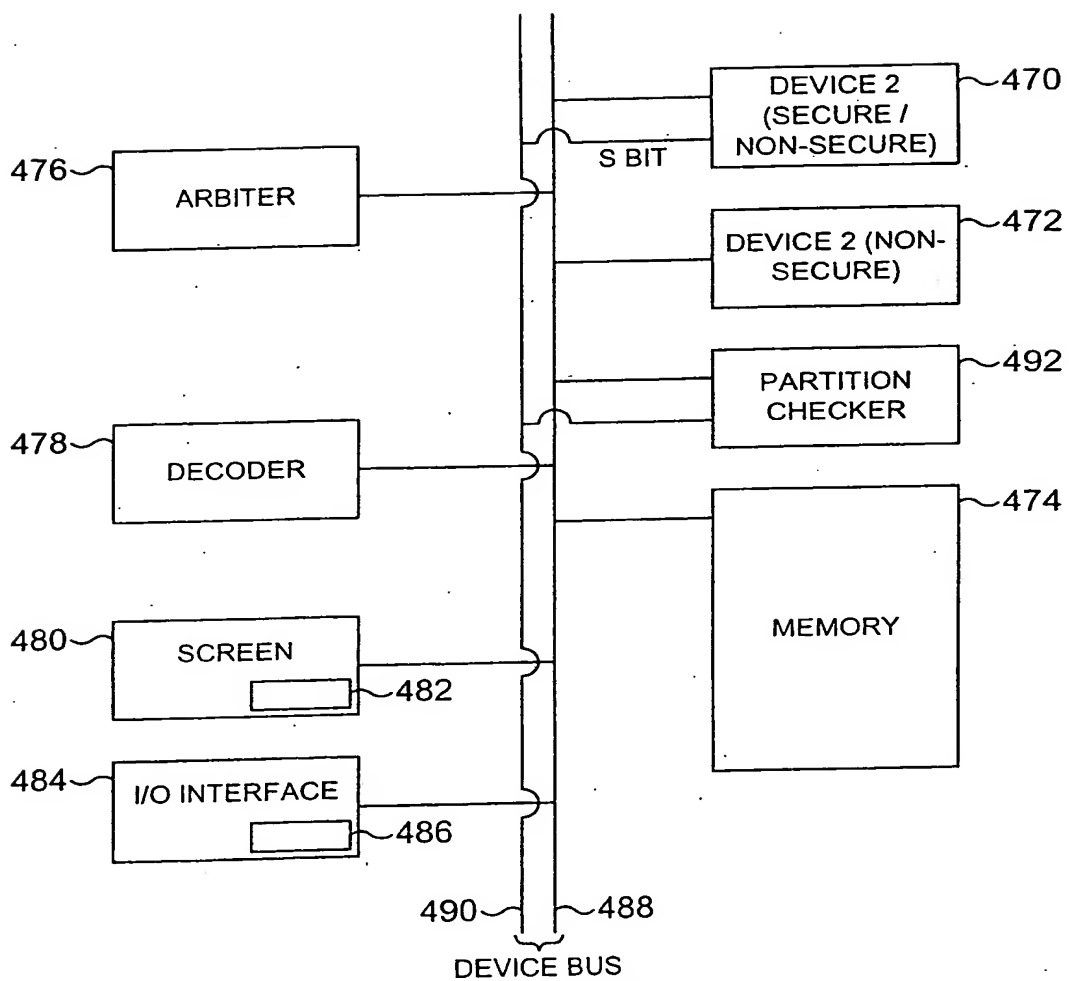 DEVICE 2
(SECURE /
NON-SECURE)
470
S BIT
476
ARBITER
DEVICE 2 (NON-
SECURE)
472
PARTITION
CHECKER
492
478
DECODER
474
MEMORY
480
SCREEN
482
484
I/O INTERFACE
486
490
488
DEVICE BUS